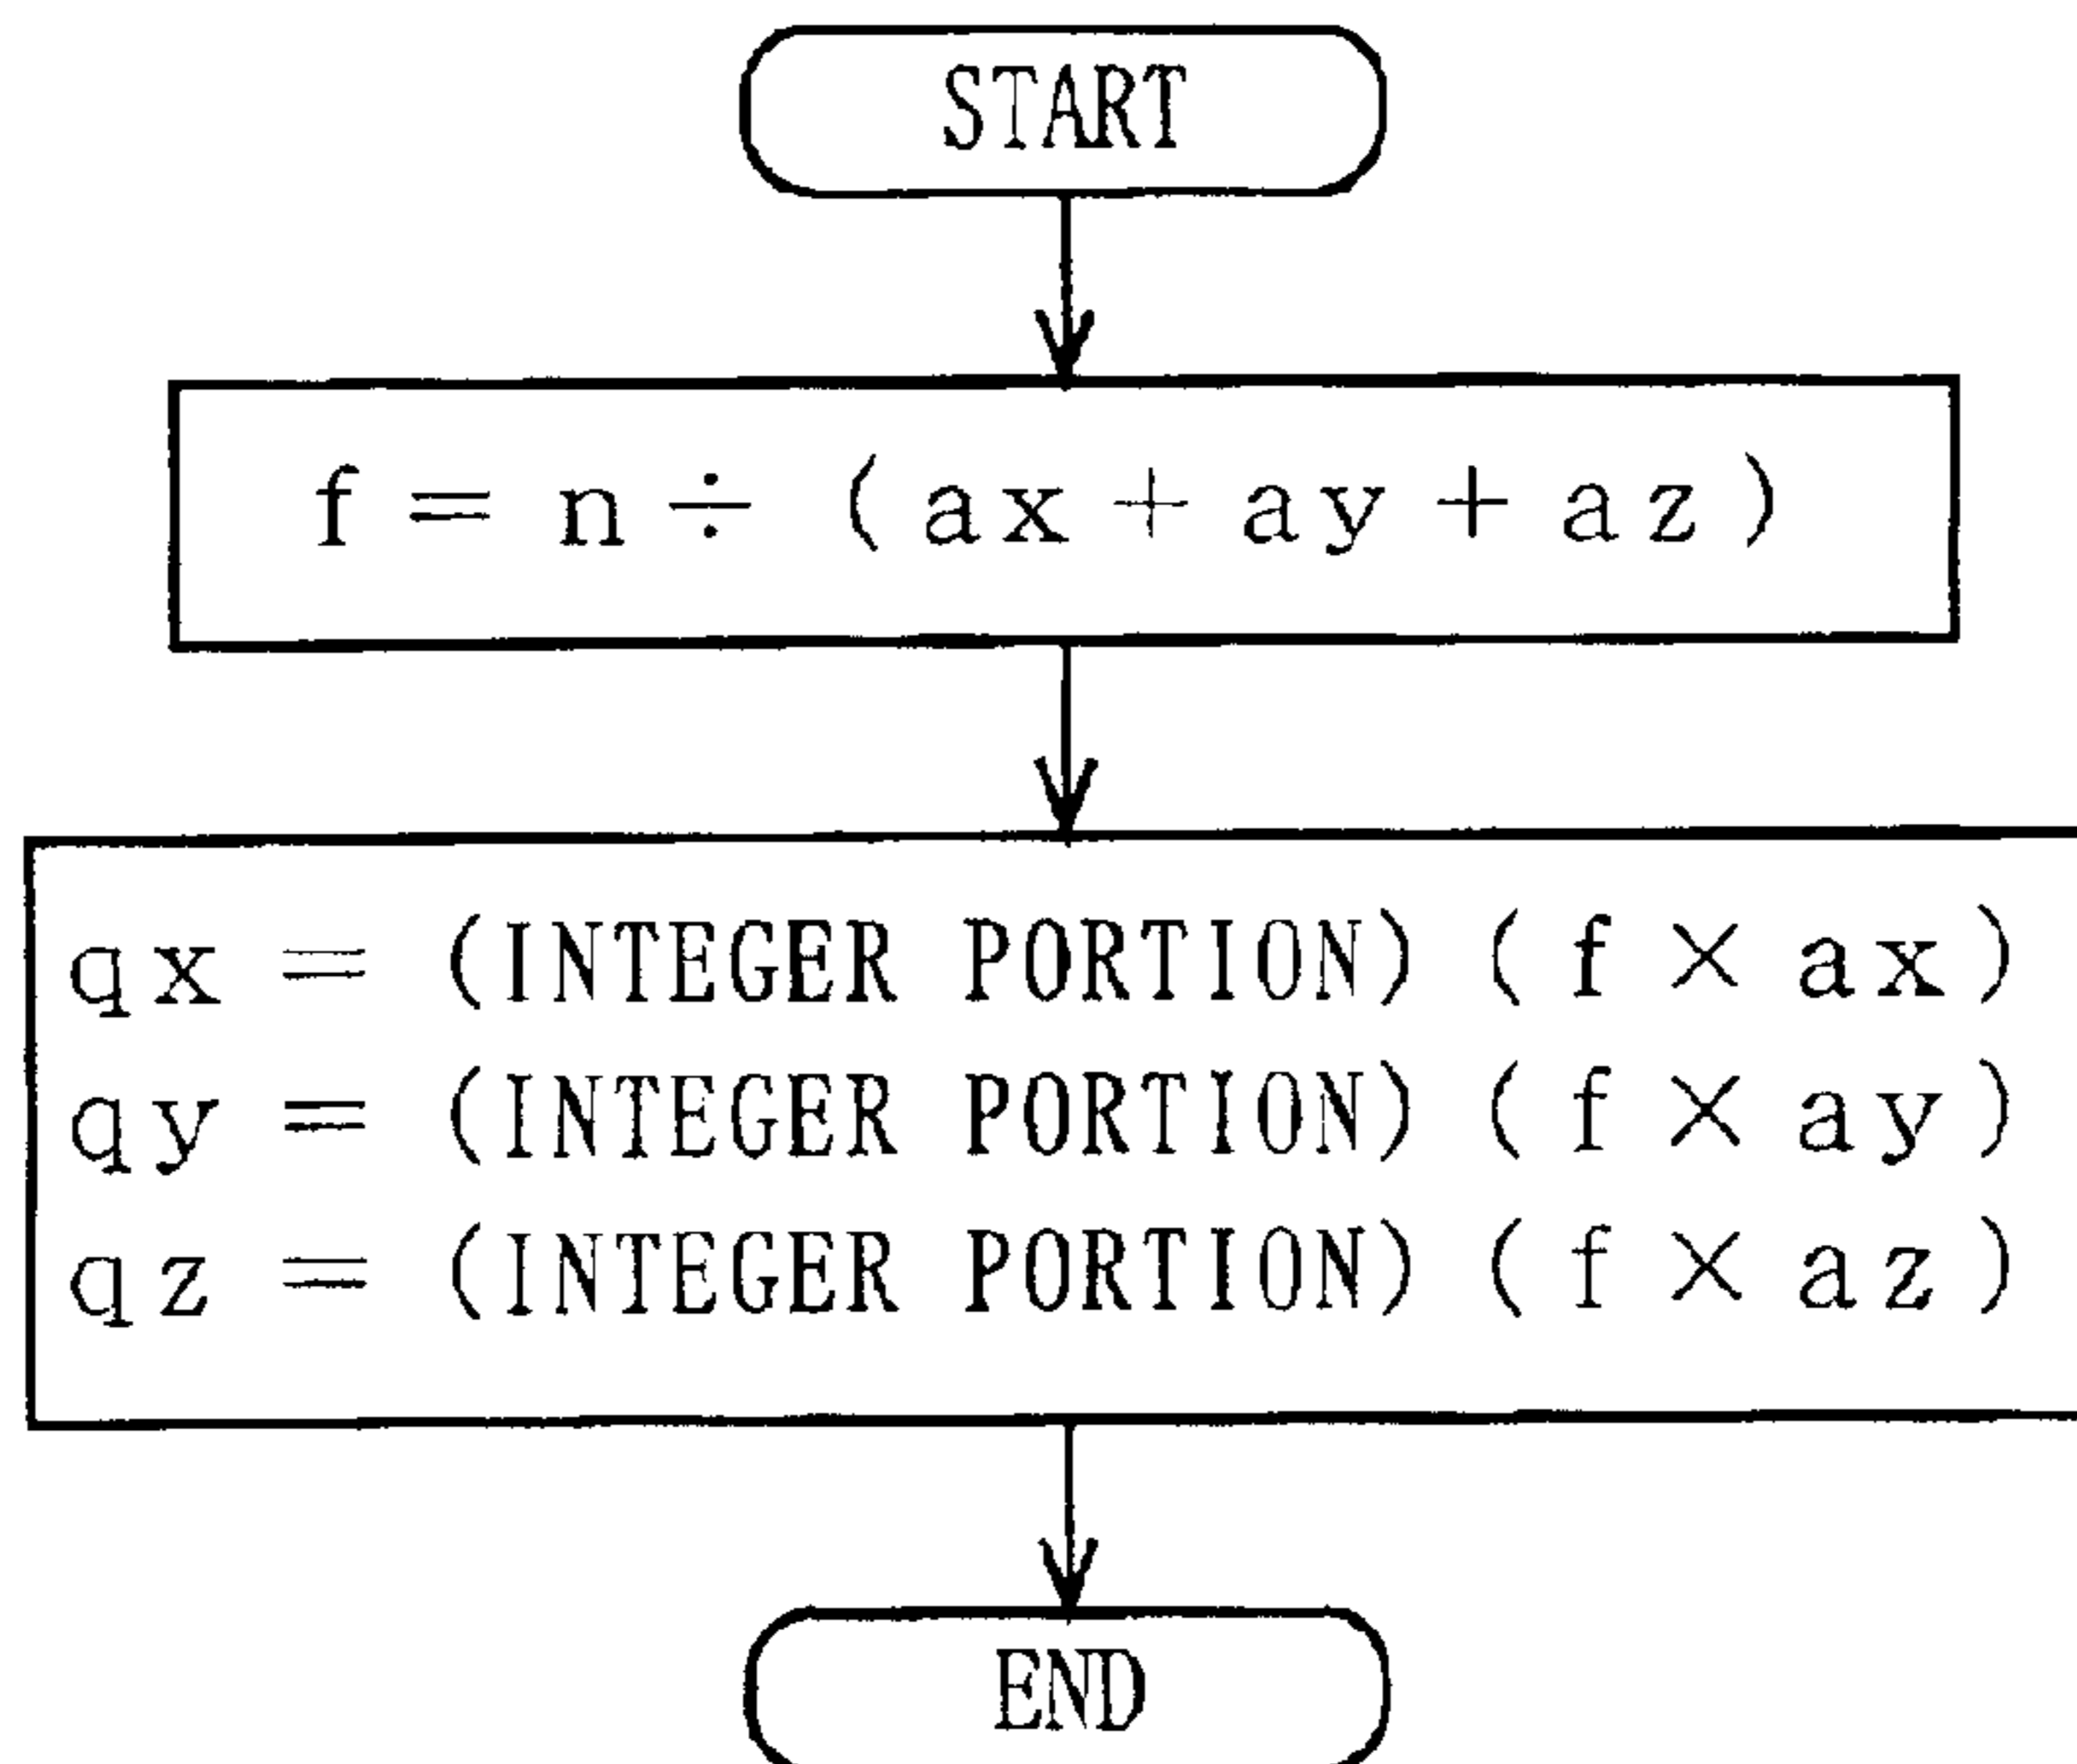 START
f = n ÷ (ax + ay + az)
qx = (INTEGER PORTION) (f × ax)
qy = (INTEGER PORTION) (f × ay)
qz = (INTEGER PORTION) (f × az)
END